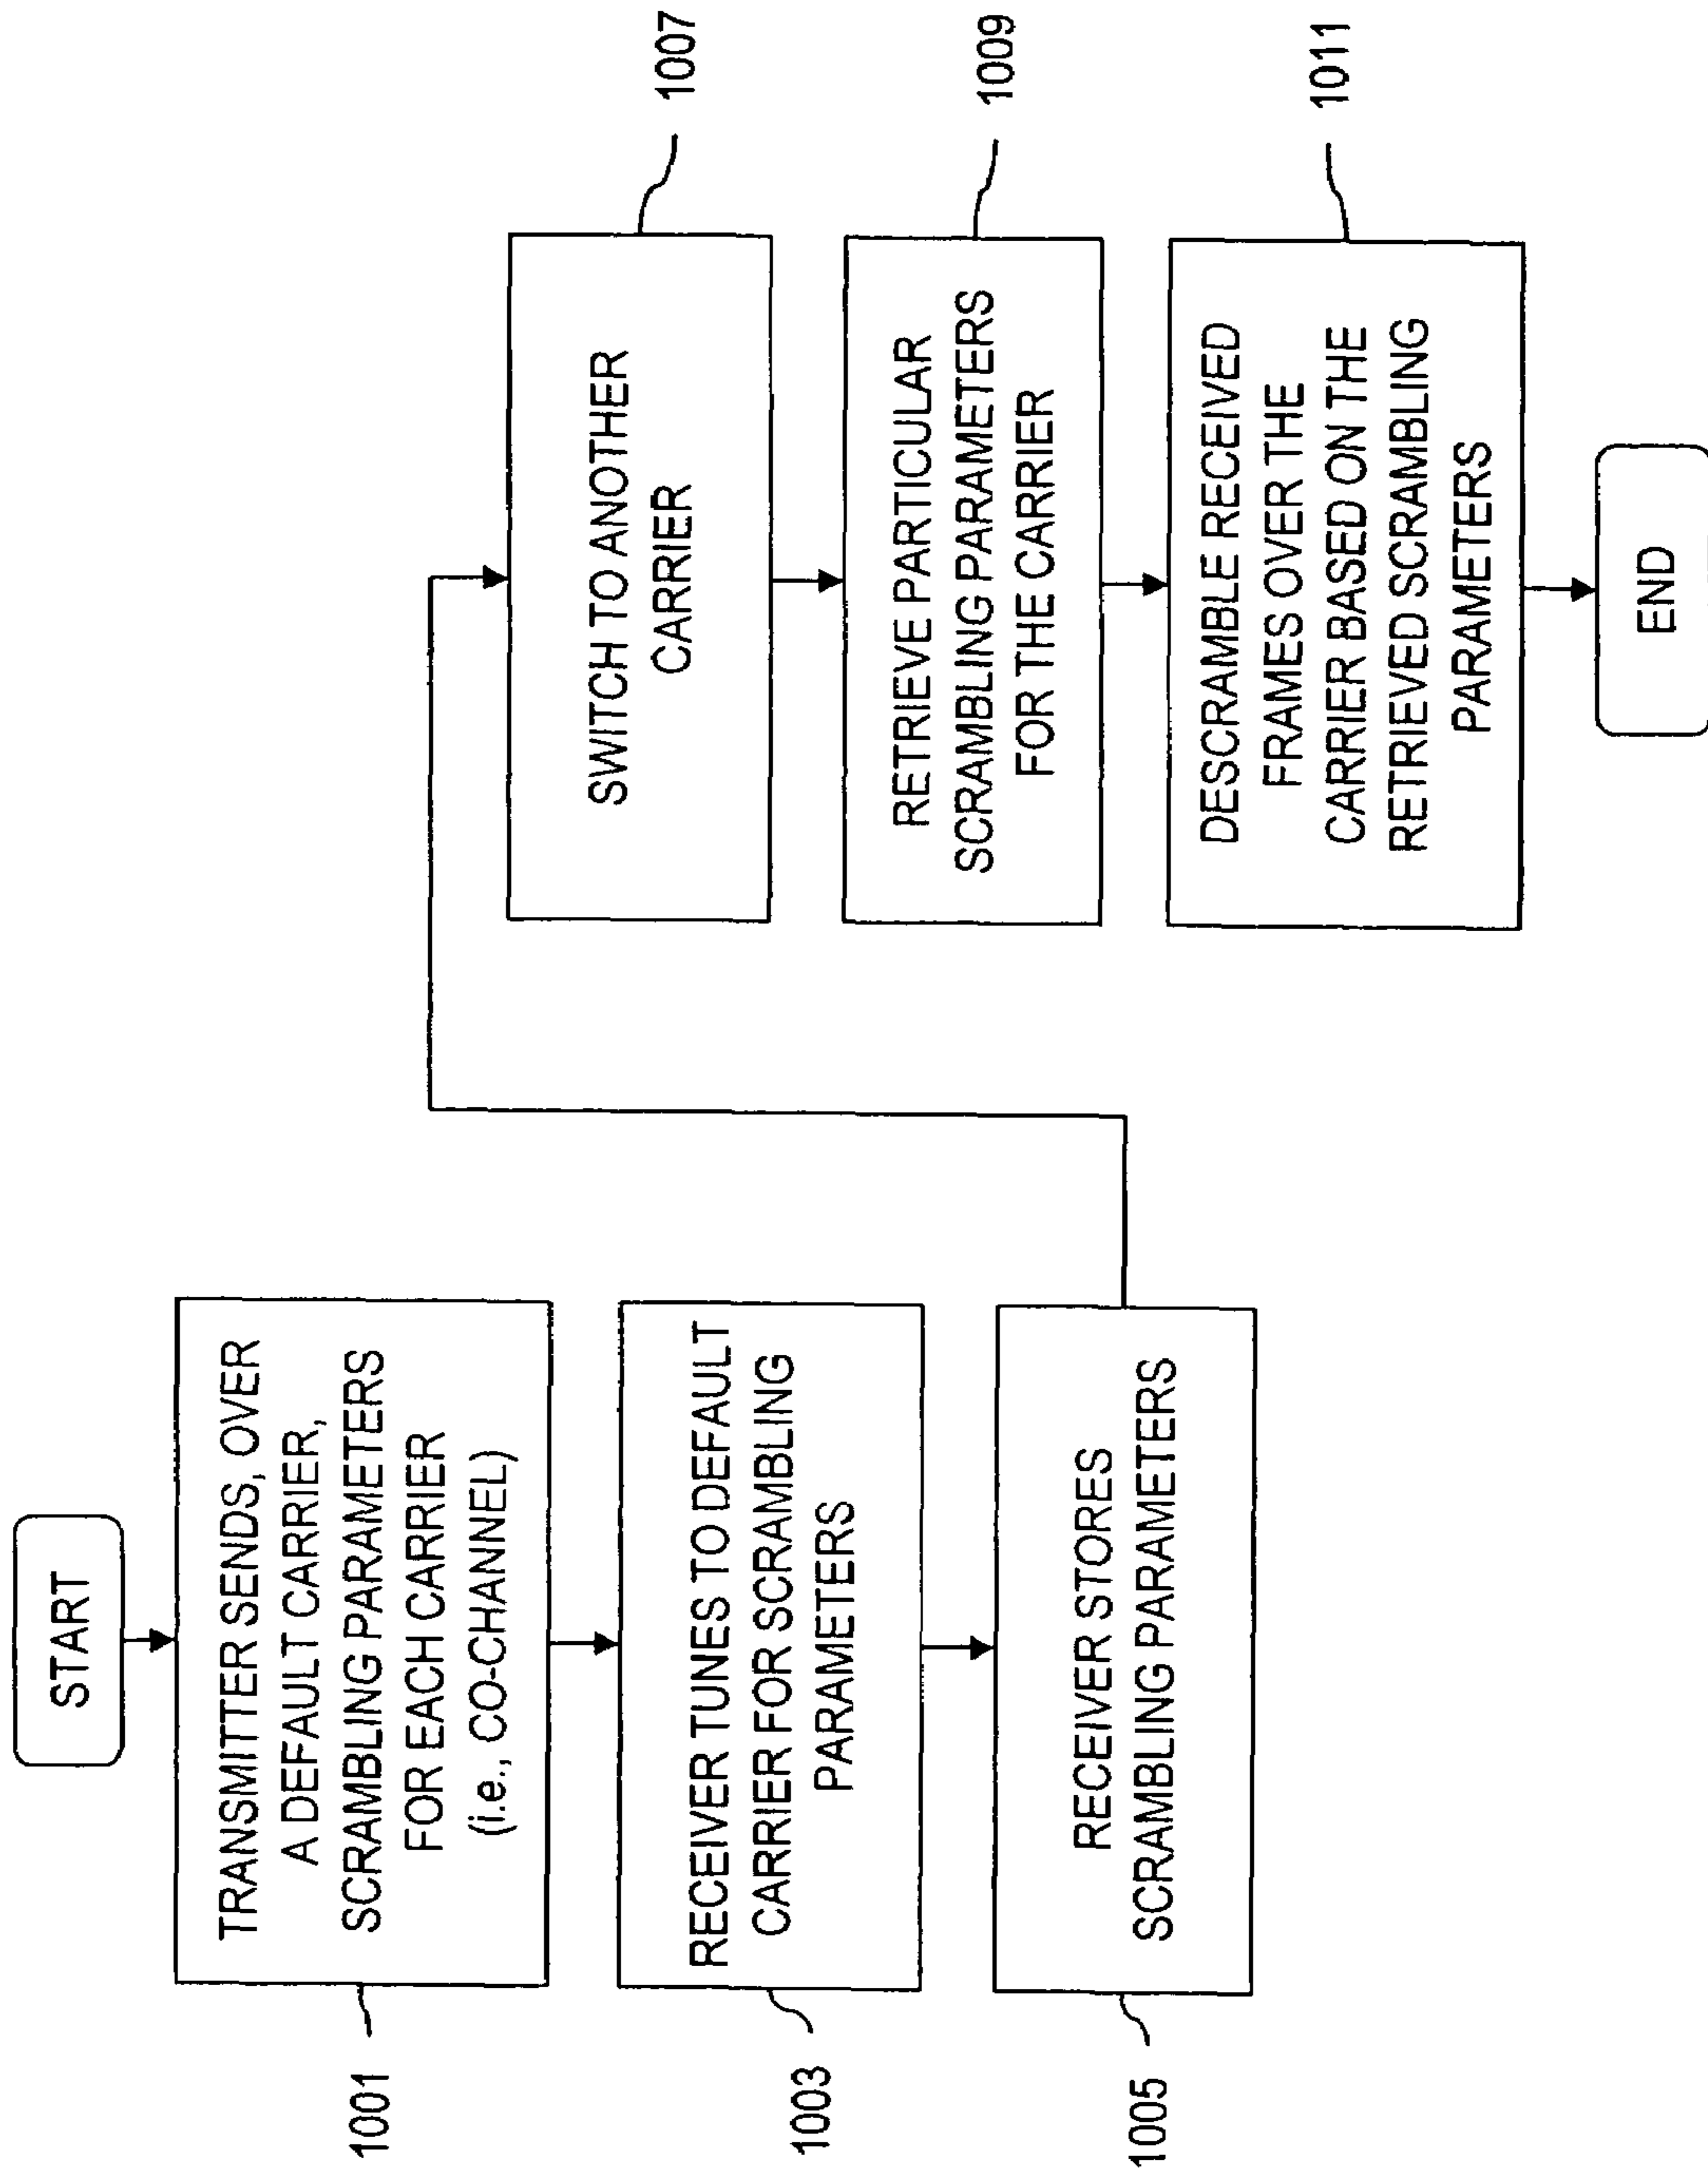 START
TRANSMITTER SENDS, OVER
A DEFAULT CARRIER,
SCRAMBLING PARAMETERS
FOR EACH CARRIER
(i.e., CO-CHANNEL)
1001
RECEIVER TUNES TO DEFAULT
CARRIER FOR SCRAMBLING
PARAMETERS
1003
RECEIVER STORES
SCRAMBLING PARAMETERS
1005
SWITCH TO ANOTHER
CARRIER
1007
RETRIEVE PARTICULAR
SCRAMBLING PARAMETERS
FOR THE CARRIER
1009
DESCRAMBLE RECEIVED
FRAMES OVER THE
CARRIER BASED ON THE
RETRIEVED SCRAMBLING
PARAMETERS
1011
END